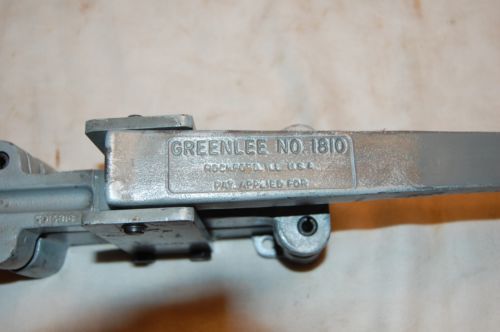 GREENLEE NO. 1810
ROCKFORD, ILL. U.S.A.
PAT. APPLIED FOR